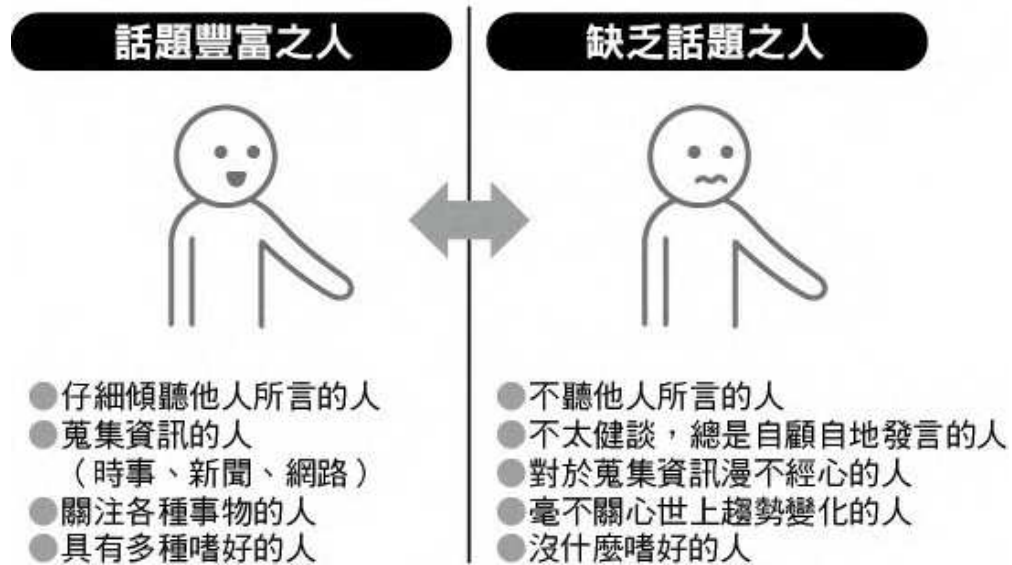 話題豐富之人
缺乏話題之人
●仔細傾聽他人所言的人
●蒐集資訊的人
（時事、新聞、網路）
●關注各種事物的人
●具有多種嗜好的人
●不聽他人所言的人
●不太健談，總是自顧自地發言的人
●對於蒐集資訊漫不經心的人
●毫不關心世上趨勢變化的人
●沒什麼嗜好的人